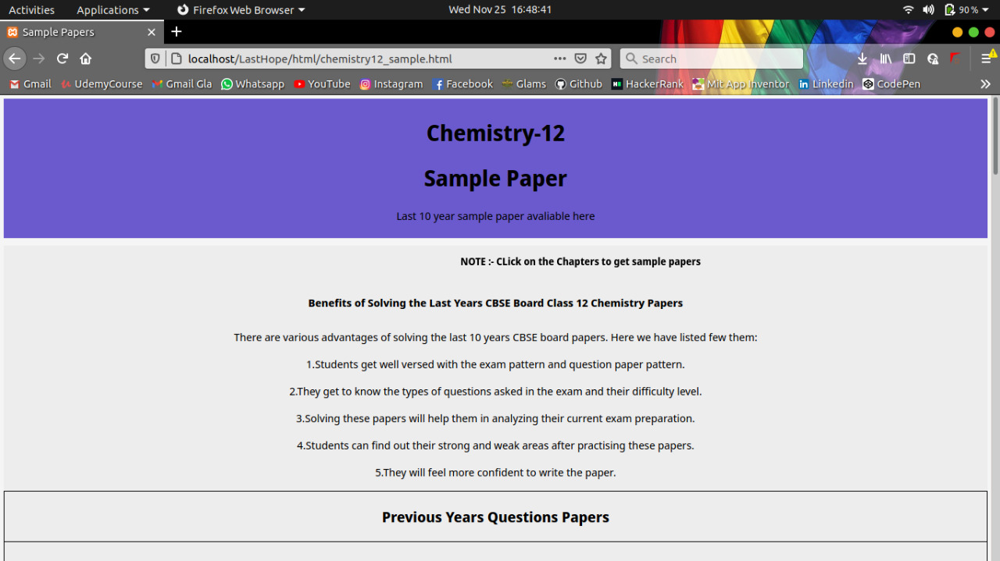 Activities Applications Firefox Web Browser Wed Nov 25 16:48:41 90 %
Sample Papers
localhost/LastHope/html/chemistry12_sample.html Search
Gmail UdemyCourse Gmail Gla Whatsapp YouTube Instagram Facebook Glams Github HackerRank Mit App Inventor Linkedin CodePen
Chemistry-12
Sample Paper
Last 10 year sample paper avaliable here
NOTE :- CLick on the Chapters to get sample papers
Benefits of Solving the Last Years CBSE Board Class 12 Chemistry Papers
There are various advantages of solving the last 10 years CBSE board papers. Here we have listed few them:
1.Students get well versed with the exam pattern and question paper pattern.
2.They get to know the types of questions asked in the exam and their difficulty level.
3.Solving these papers will help them in analyzing their current exam preparation.
4.Students can find out their strong and weak areas after practising these papers.
5.They will feel more confident to write the paper.
Previous Years Questions Papers